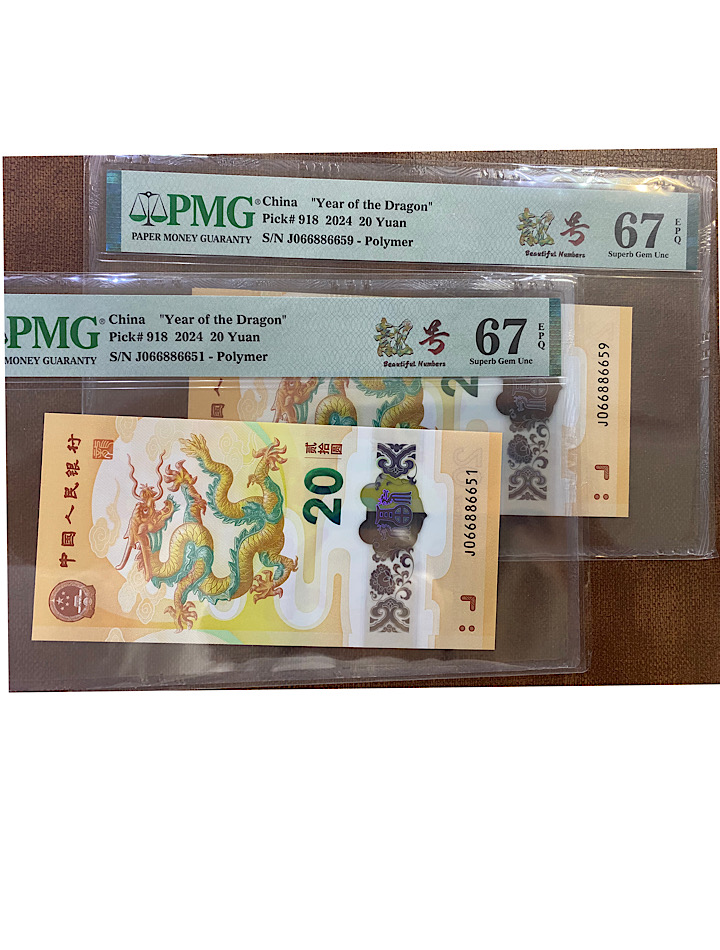 PMG®
PAPER MONEY GUARANTY
China "Year of the Dragon"
Pick# 918 2024 20 Yuan
S/N J066886659 - Polymer
靓号
Beautiful Numbers
67
EPQ
Superb Gem Unc
PMG®
MONEY GUARANTY
China "Year of the Dragon"
Pick# 918 2024 20 Yuan
S/N J066886651 - Polymer
靓号
Beautiful Numbers
67
EPQ
Superb Gem Unc
J066886659
中国人民银行
贰拾圆
20
J066886651